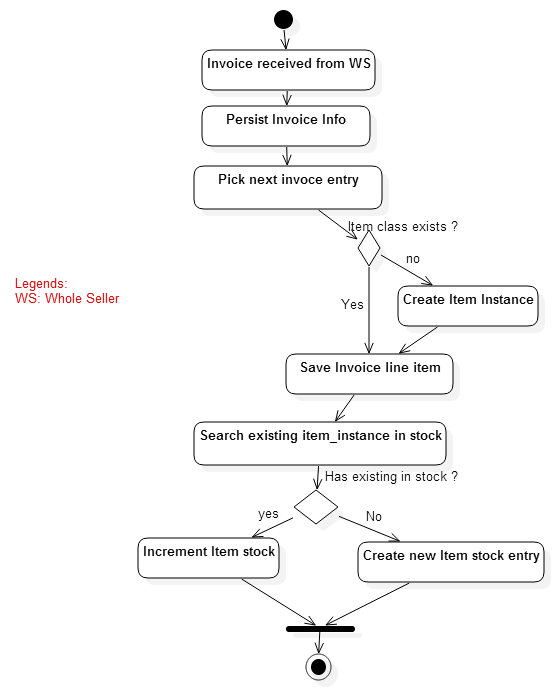 Invoice received from WS
Persist Invoice Info
Pick next invoce entry
Item class exists ?
no
Legends:
WS: Whole Seller
Create Item Instance
Yes
Save Invoice line item
Search existing item_instance in stock
Has existing in stock ?
yes
No
Increment Item stock
Create new Item stock entry